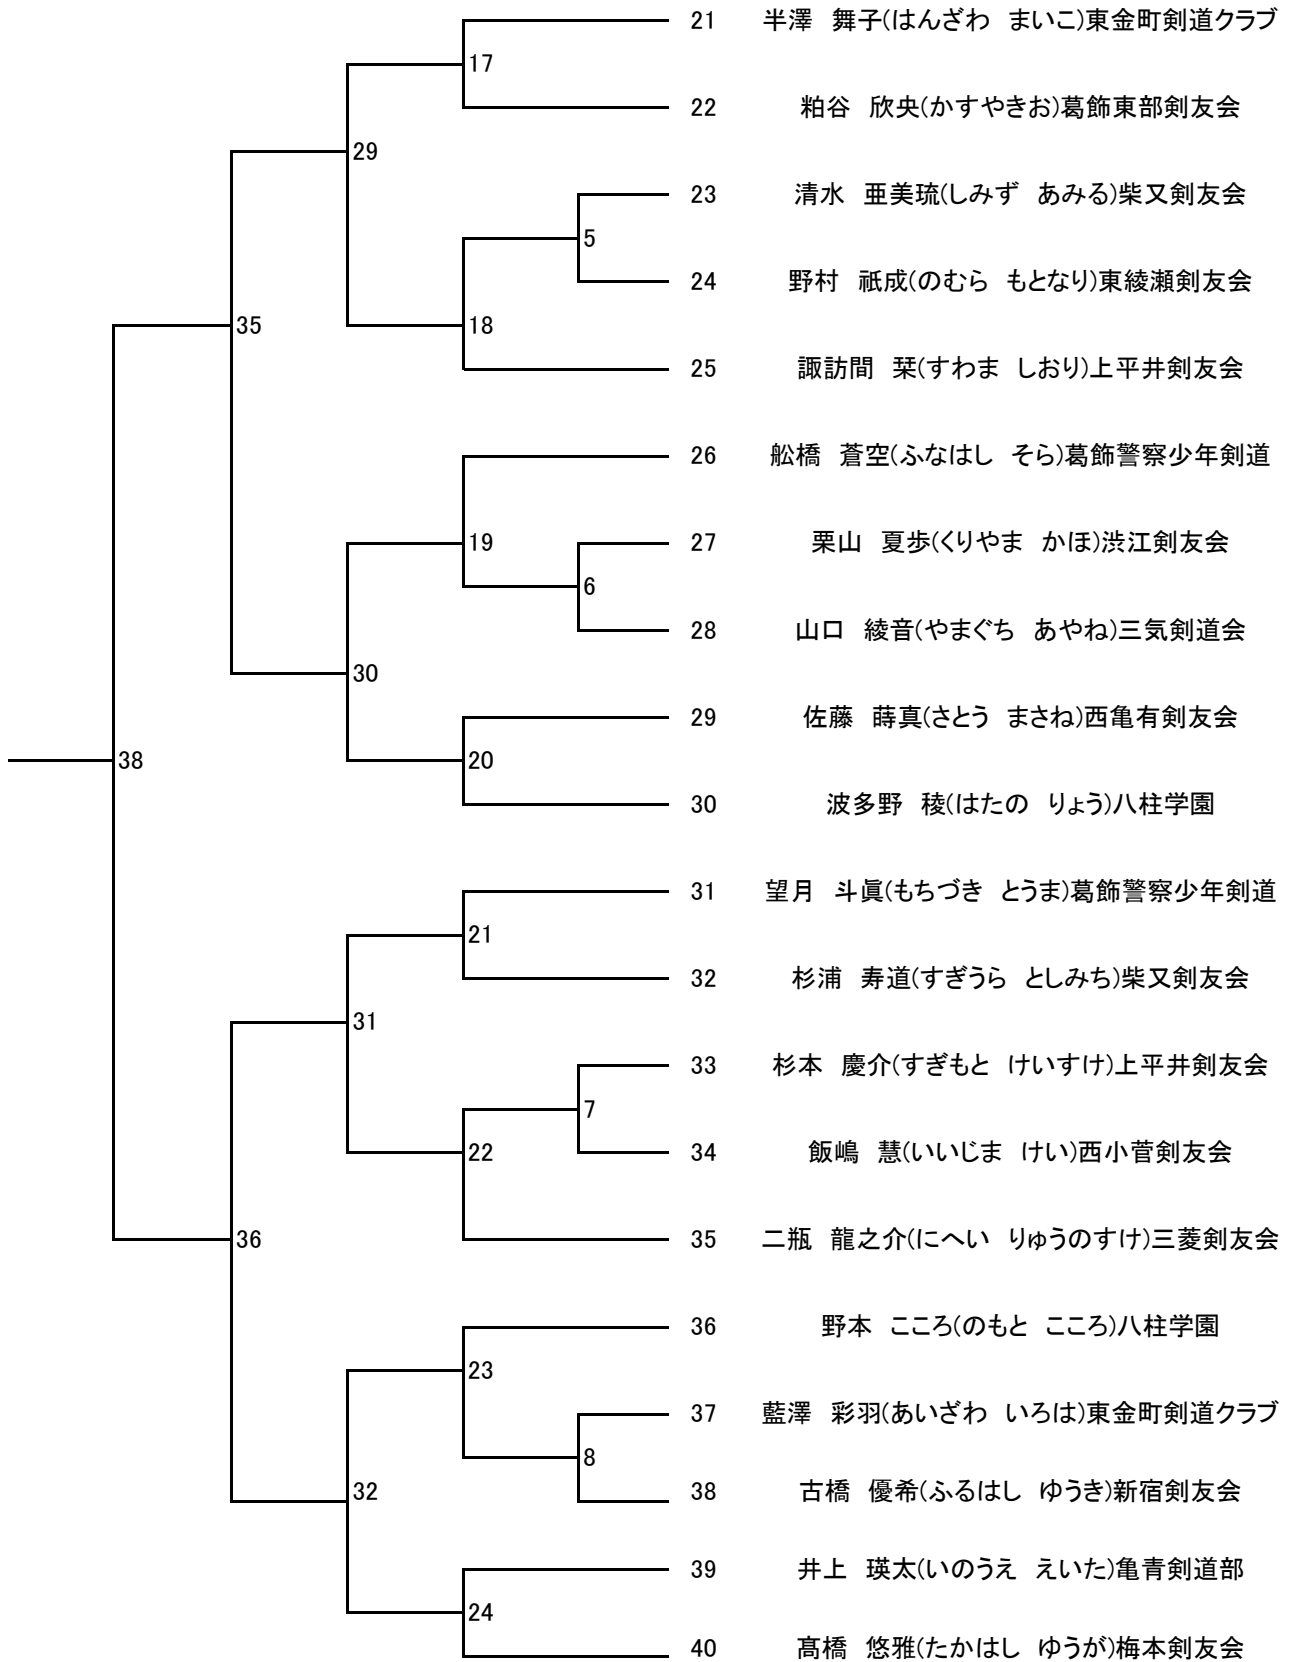 21 半澤　舞子(はんざわ　まいこ)東金町剣道クラブ
17
22 粕谷　欣央(かすやきお)葛飾東部剣友会
29
23 清水　亜美琉(しみず　あみる)柴又剣友会
5
24 野村　祇成(のむら　もとなり)東綾瀬剣友会
35
18
25 諏訪間　栞(すわま　しおり)上平井剣友会
26 舩橋　蒼空(ふなはし　そら)葛飾警察少年剣道
19
27 栗山　夏歩(くりやま　かほ)渋江剣友会
6
28 山口　綾音(やまぐち　あやね)三気剣道会
30
29 佐藤　蒔真(さとう　まさね)西亀有剣友会
38
20
30 波多野　稜(はたの　りょう)八柱学園
31 望月　斗眞(もちづき　とうま)葛飾警察少年剣道
21
32 杉浦　寿道(すぎうら　としみち)柴又剣友会
31
33 杉本　慶介(すぎもと　けいすけ)上平井剣友会
7
22
34 飯嶋　慧(いいじま　けい)西小菅剣友会
36
35 二瓶　龍之介(にへい　りゅうのすけ)三菱剣友会
36 野本　こころ(のもと　こころ)八柱学園
23
37 藍澤　彩羽(あいざわ　いろは)東金町剣道クラブ
8
32
38 古橋　優希(ふるはし　ゆうき)新宿剣友会
39 井上　瑛太(いのうえ　えいた)亀青剣道部
24
40 髙橋　悠雅(たかはし　ゆうが)梅本剣友会